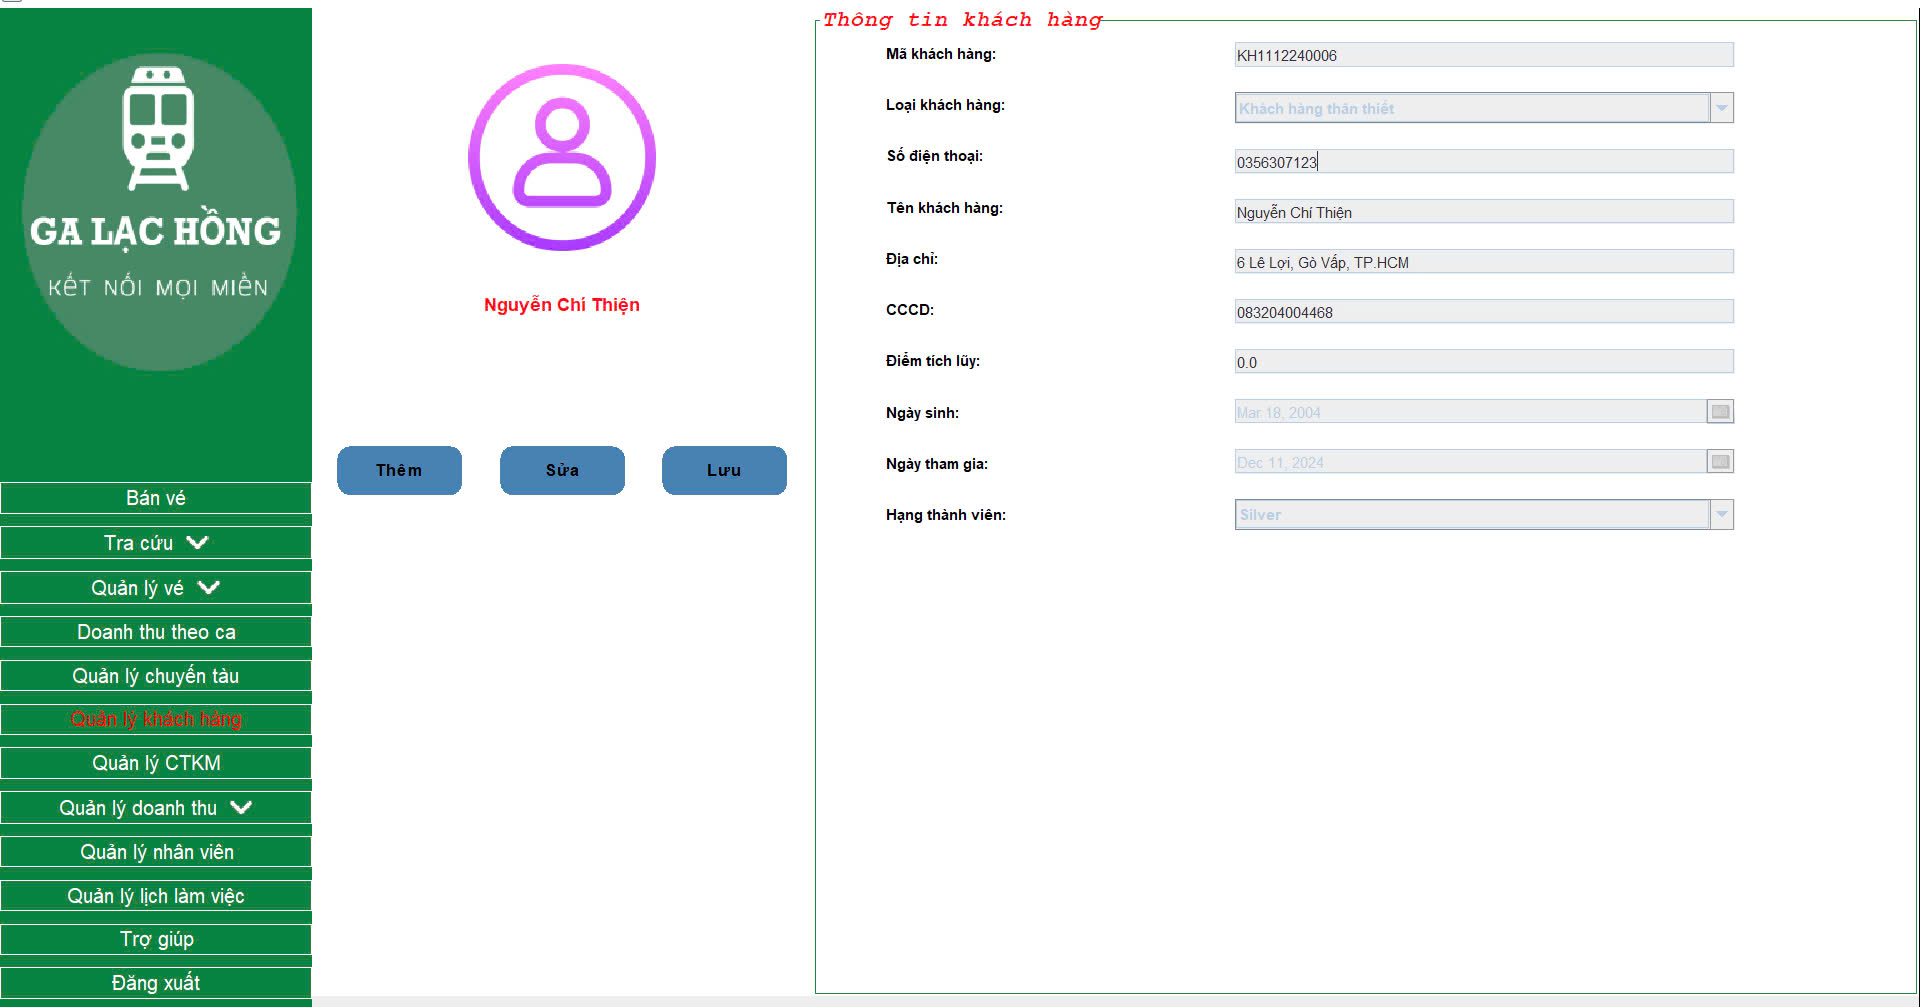 GA LẠC HỒNG
KẾT NỐI MỌI MIỀN
Bán vé
Tra cứu
Quản lý vé
Doanh thu theo ca
Quản lý chuyến tàu
Quản lý khách hàng
Quản lý CTKM
Quản lý doanh thu
Quản lý nhân viên
Quản lý lịch làm việc
Trợ giúp
Đăng xuất
Nguyễn Chí Thiện
Thêm
Sửa
Lưu
Thông tin khách hàng
Mã khách hàng: KH1112240006
Loại khách hàng: Khách hàng thân thiết
Số điện thoại: 0356307123
Tên khách hàng: Nguyễn Chí Thiện
Địa chỉ: 6 Lê Lợi, Gò Vấp, TP.HCM
CCCD: 083204004468
Điểm tích lũy: 0.0
Ngày sinh: Mar 18, 2004
Ngày tham gia: Dec 11, 2024
Hạng thành viên: Silver